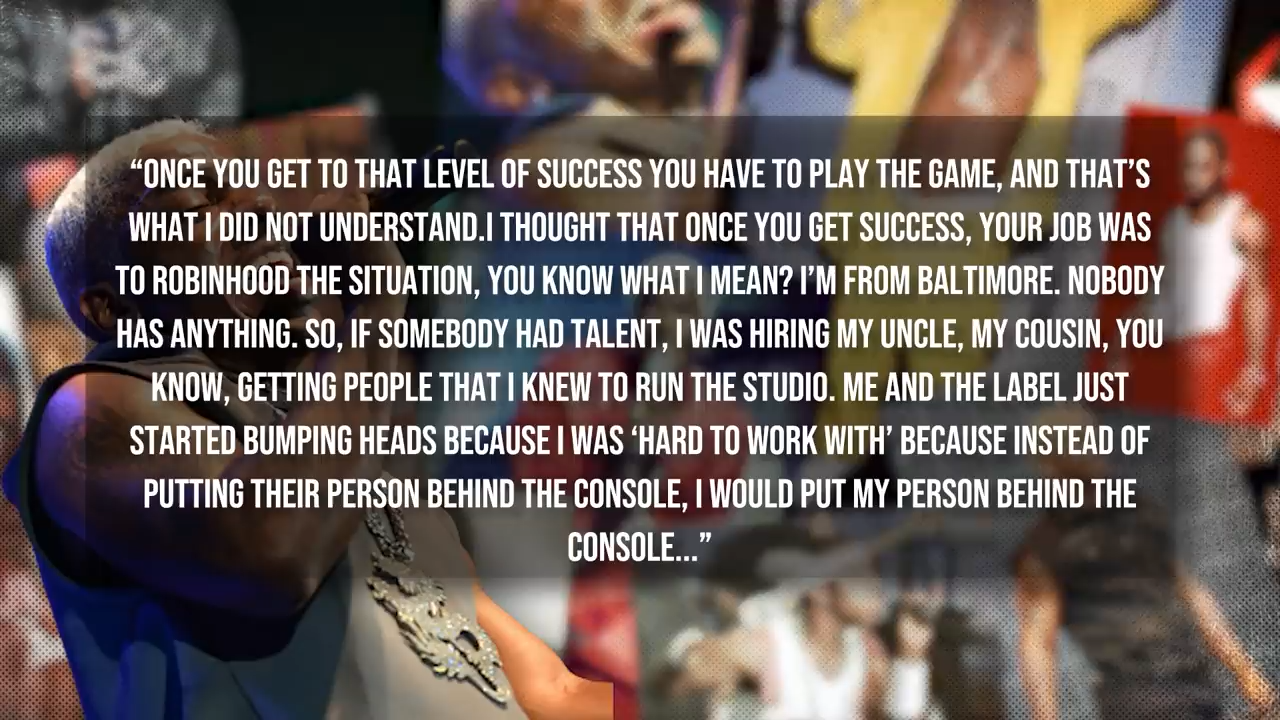 “ONCE YOU GET TO THAT LEVEL OF SUCCESS YOU HAVE TO PLAY THE GAME, AND THAT’S
WHAT I DID NOT UNDERSTAND.I THOUGHT THAT ONCE YOU GET SUCCESS, YOUR JOB WAS
TO ROBINHOOD THE SITUATION, YOU KNOW WHAT I MEAN? I’M FROM BALTIMORE. NOBODY
HAS ANYTHING. SO, IF SOMEBODY HAD TALENT, I WAS HIRING MY UNCLE, MY COUSIN, YOU
KNOW, GETTING PEOPLE THAT I KNEW TO RUN THE STUDIO. ME AND THE LABEL JUST
STARTED BUMPING HEADS BECAUSE I WAS ‘HARD TO WORK WITH’ BECAUSE INSTEAD OF
PUTTING THEIR PERSON BEHIND THE CONSOLE, I WOULD PUT MY PERSON BEHIND THE
CONSOLE...”